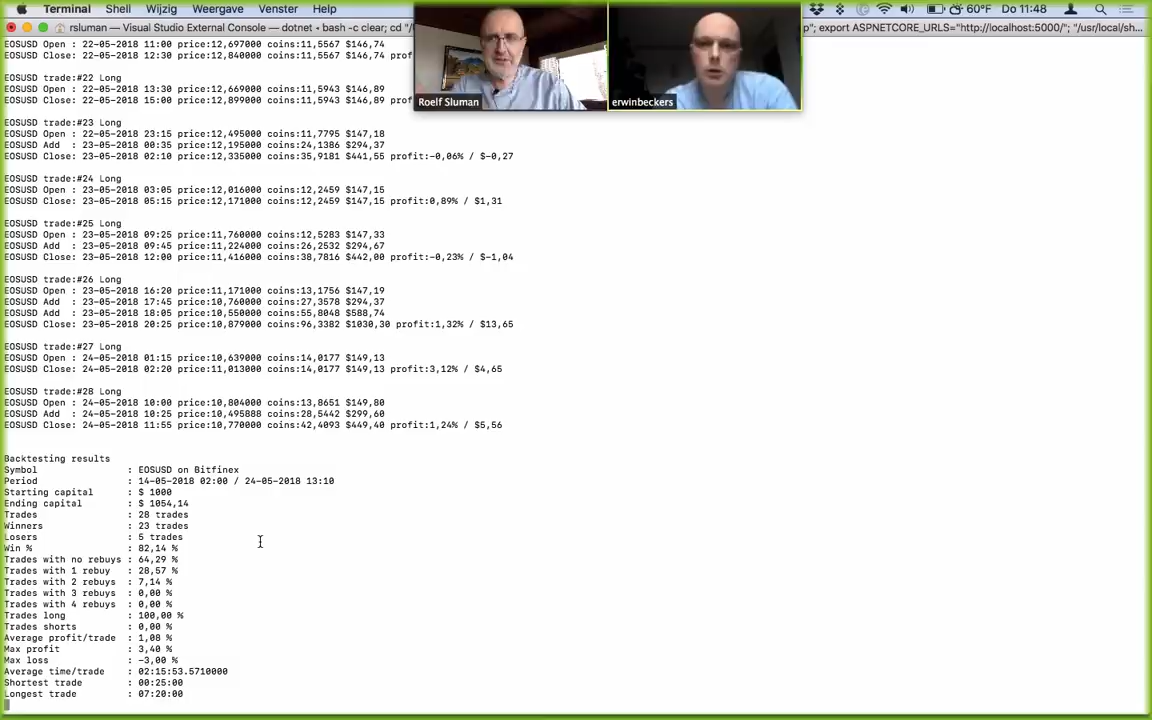 Terminal Shell Wijzig Weergave Venster Help 60°F Do 11:48
rsluman — Visual Studio External Console — dotnet • bash -c clear; cd "/
p"; export ASPNETCORE_URLS="http://localhost:5000/"; "/usr/local/sh...
EOSUSD Open : 22-05-2018 11:00 price:12,697000 coins:11,5567 $146,74
EOSUSD Close: 22-05-2018 12:30 price:12,840000 coins:11,5567 $146,74 prof
EOSUSD trade:#22 Long
EOSUSD Open : 22-05-2018 13:30 price:12,669000 coins:11,5943 $146,89
EOSUSD Close: 22-05-2018 15:00 price:12,899000 coins:11,5943 $146,89 prof
Roelf Sluman
erwinbeckers
EOSUSD trade:#23 Long
EOSUSD Open : 22-05-2018 23:15 price:12,495000 coins:11,7795 $147,18
EOSUSD Add  : 23-05-2018 00:35 price:12,195000 coins:24,1386 $294,37
EOSUSD Close: 23-05-2018 02:10 price:12,335000 coins:35,9181 $441,55 profit:-0,06% / $-0,27
EOSUSD trade:#24 Long
EOSUSD Open : 23-05-2018 03:05 price:12,016000 coins:12,2459 $147,15
EOSUSD Close: 23-05-2018 05:15 price:12,171000 coins:12,2459 $147,15 profit:0,89% / $1,31
EOSUSD trade:#25 Long
EOSUSD Open : 23-05-2018 09:25 price:11,760000 coins:12,5283 $147,33
EOSUSD Add  : 23-05-2018 09:45 price:11,224000 coins:26,2532 $294,67
EOSUSD Close: 23-05-2018 12:00 price:11,416000 coins:38,7816 $442,00 profit:-0,23% / $-1,04
EOSUSD trade:#26 Long
EOSUSD Open : 23-05-2018 16:20 price:11,171000 coins:13,1756 $147,19
EOSUSD Add  : 23-05-2018 17:45 price:10,760000 coins:27,3578 $294,37
EOSUSD Add  : 23-05-2018 18:05 price:10,550000 coins:55,8048 $588,74
EOSUSD Close: 23-05-2018 20:25 price:10,879000 coins:96,3382 $1030,30 profit:1,32% / $13,65
EOSUSD trade:#27 Long
EOSUSD Open : 24-05-2018 01:15 price:10,639000 coins:14,0177 $149,13
EOSUSD Close: 24-05-2018 02:20 price:11,013000 coins:14,0177 $149,13 profit:3,12% / $4,65
EOSUSD trade:#28 Long
EOSUSD Open : 24-05-2018 10:00 price:10,804000 coins:13,8651 $149,80
EOSUSD Add  : 24-05-2018 10:25 price:10,495888 coins:28,5442 $299,60
EOSUSD Close: 24-05-2018 11:55 price:10,770000 coins:42,4093 $449,40 profit:1,24% / $5,56
Backtesting results
Symbol : EOSUSD on Bitfinex
Period : 14-05-2018 02:00 / 24-05-2018 13:10
Starting capital : $ 1000
Ending capital : $ 1054,14
Trades : 28 trades
Winners : 23 trades
Losers : 5 trades
Win % : 82,14 %
Trades with no rebuys : 64,29 %
Trades with 1 rebuy : 28,57 %
Trades with 2 rebuys : 7,14 %
Trades with 3 rebuys : 0,00 %
Trades with 4 rebuys : 0,00 %
Trades long : 100,00 %
Trades shorts : 0,00 %
Average profit/trade : 1,08 %
Max profit : 3,40 %
Max loss : -3,00 %
Average time/trade : 02:15:53.5710000
Shortest trade : 00:25:00
Longest trade : 07:20:00